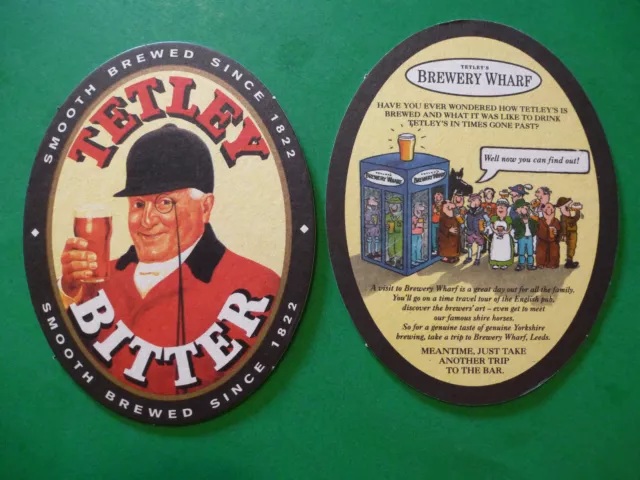 SMOOTH BREWED SINCE 1822
TETLEY
BITTER
SMOOTH BREWED SINCE 1822
TETLEY'S
BREWERY WHARF
HAVE YOU EVER WONDERED HOW TETLEY'S IS
BREWED AND WHAT IT WAS LIKE TO DRINK
TETLEY'S IN TIMES GONE PAST?
Well now you can find out!
TETLEY'S
BREWERY WHARF
TETLEY'S
BREWERY WHARF
A visit to Brewery Wharf is a great day out for all the family.
You'll go on a time travel tour of the English pub,
discover the brewers' art – even get to meet
our famous shire horses.
So for a genuine taste of genuine Yorkshire
brewing, take a trip to Brewery Wharf, Leeds.
MEANTIME, JUST TAKE
ANOTHER TRIP
TO THE BAR.